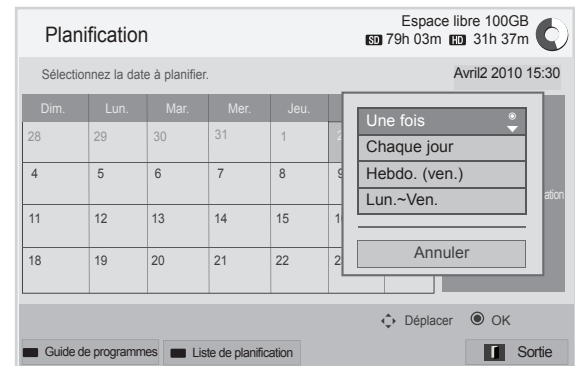 Planification
Espace libre 100GB
SD 79h 03m HD 31h 37m
Sélectionnez la date à planifier.
Avril2 2010 15:30
Dim. Lun. Mar. Mer. Jeu.
28 29 30 31 1
4 5 6 7 8
11 12 13 14 15
18 19 20 21 22
Une fois
Chaque jour
Hebdo. (ven.)
Lun.~Ven.
Annuler
Déplacer OK
Guide de programmes Liste de planification Sortie